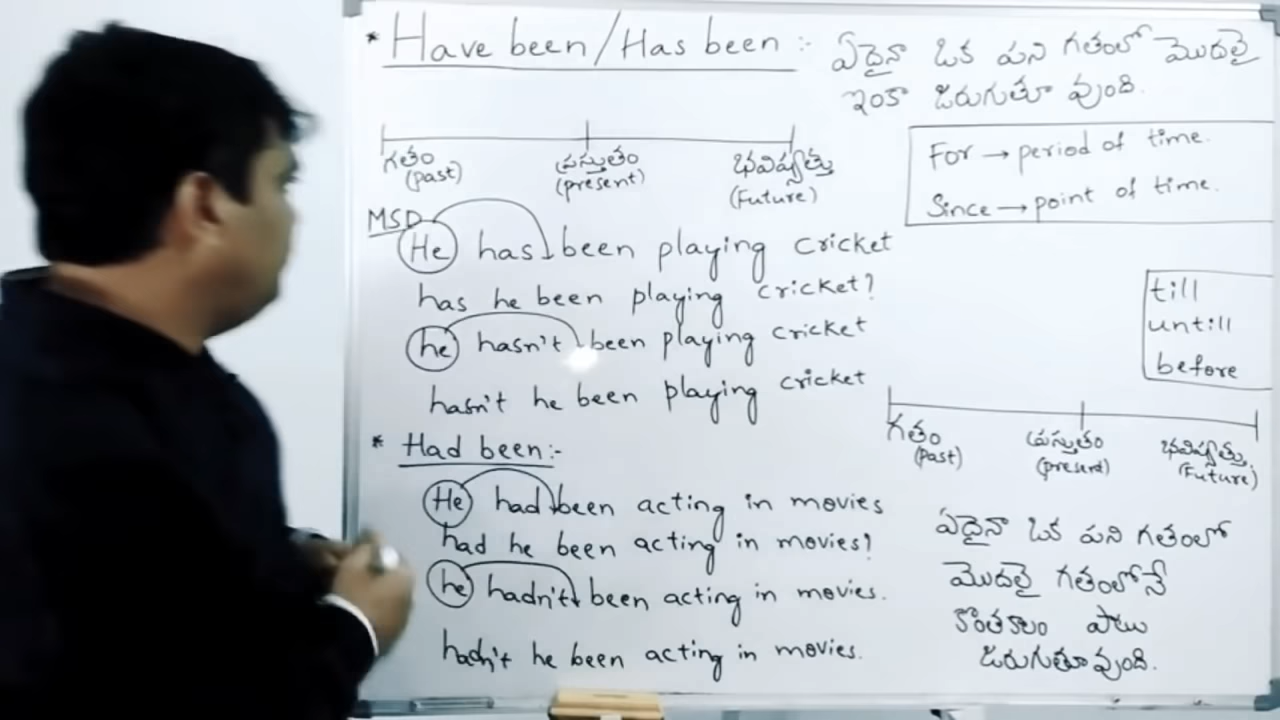 * Have been/Has been :- ఏదైనా ఒక పని గతంలో మొదలై
ఇంకా జరుగుతూ వుంది.
గతం ప్రస్తుతం భవిష్యత్తు
(past) (present) (Future)
For → period of time.
Since → point of time.
MSD
He has been playing cricket
has he been playing cricket?
he hasn't been playing cricket
hasn't he been playing cricket
till
until
before
గతం ప్రస్తుతం భవిష్యత్తు
(past) (present) (Future)
* Had been:-
He had been acting in movies
had he been acting in movies?
he hadn't been acting in movies.
hadn't he been acting in movies.
ఏదైనా ఒక పని గతంలో
మొదలై గతంలోనే
కొంతకాలం పాటు
జరుగుతూవుంది.